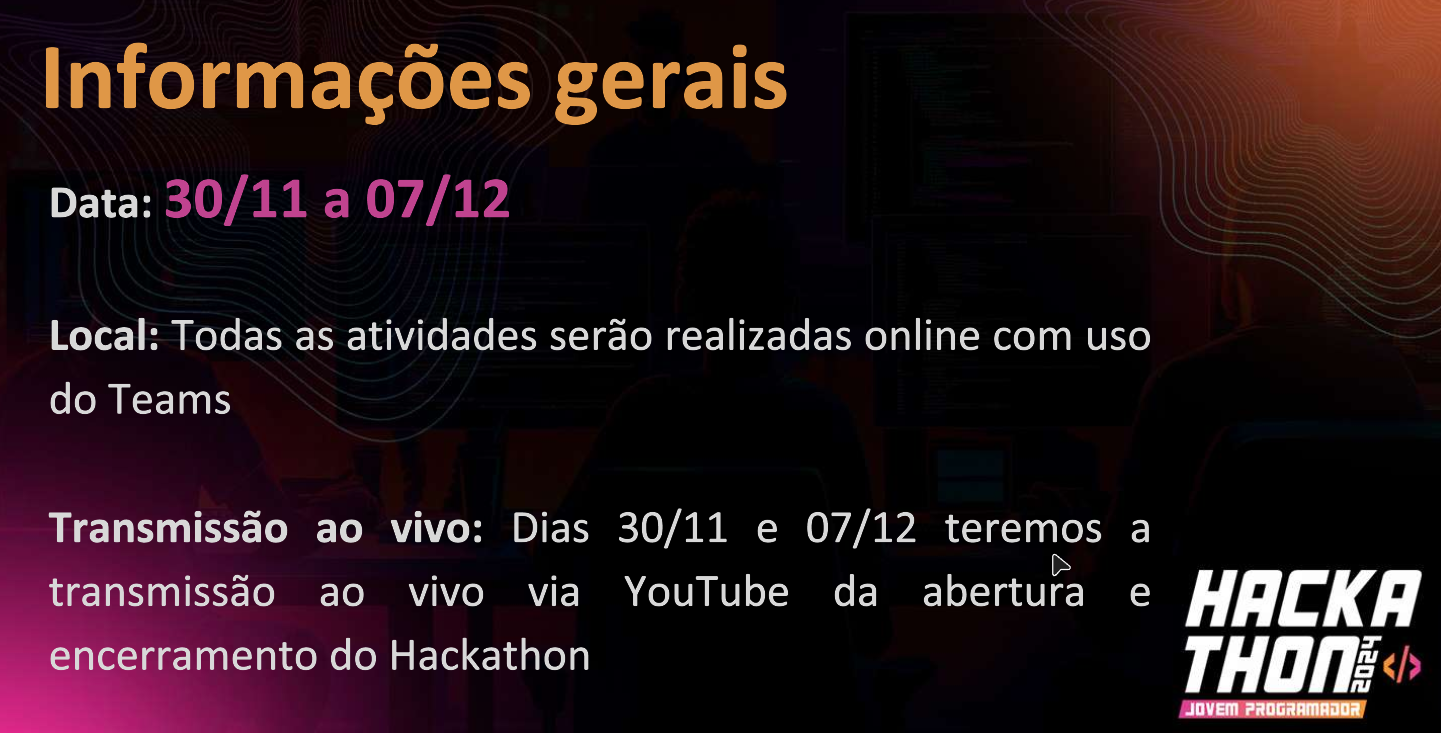 Informações gerais
Data: 30/11 a 07/12
Local: Todas as atividades serão realizadas online com uso
do Teams
Transmissão ao vivo: Dias 30/11 e 07/12 teremos a
transmissão ao vivo via YouTube da abertura e
encerramento do Hackathon
HACKA
THON 2024 </>
JOVEM PROGRAMADOR